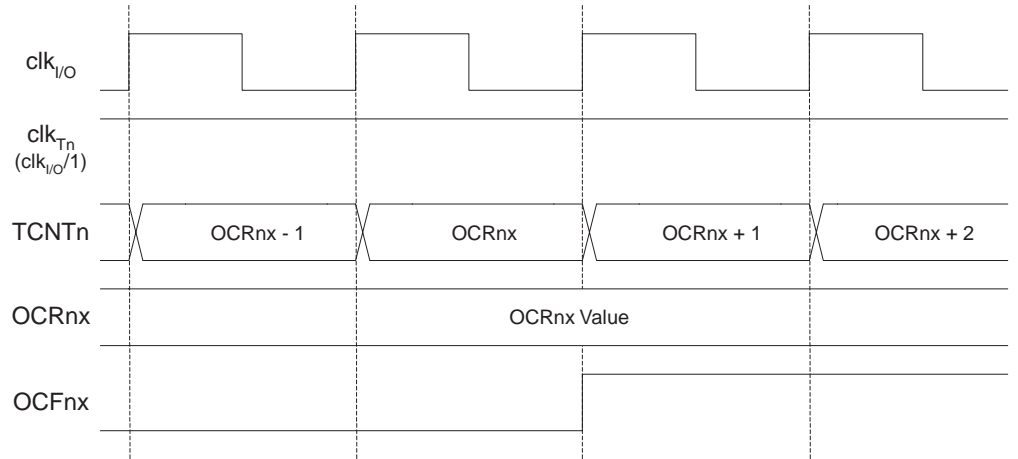 clkI/O
clkTn
(clkI/O/1)
TCNTn
OCRnx - 1
OCRnx
OCRnx + 1
OCRnx + 2
OCRnx
OCRnx Value
OCFnx